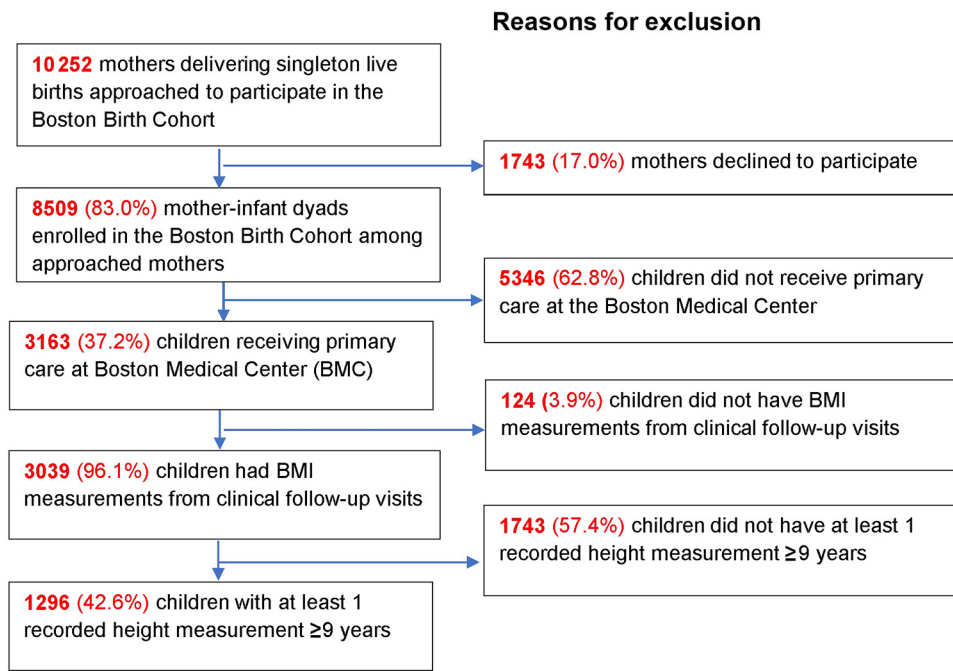 Reasons for exclusion
10 252 mothers delivering singleton live
births approached to participate in the
Boston Birth Cohort
1743 (17.0%) mothers declined to participate
8509 (83.0%) mother-infant dyads
enrolled in the Boston Birth Cohort among
approached mothers
5346 (62.8%) children did not receive primary
care at the Boston Medical Center
3163 (37.2%) children receiving primary
care at Boston Medical Center (BMC)
124 (3.9%) children did not have BMI
measurements from clinical follow-up visits
3039 (96.1%) children had BMI
measurements from clinical follow-up visits
1743 (57.4%) children did not have at least 1
recorded height measurement ≥9 years
1296 (42.6%) children with at least 1
recorded height measurement ≥9 years